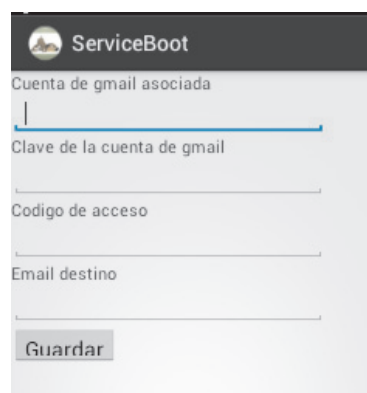 ServiceBoot
Cuenta de gmail asociada
Clave de la cuenta de gmail
Codigo de acceso
Email destino
Guardar